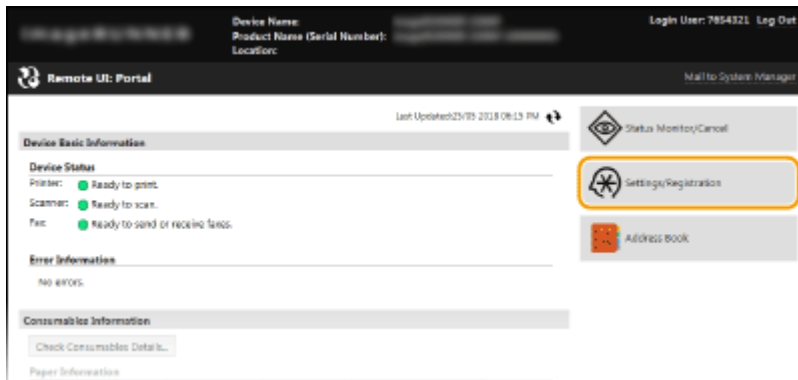 imageRUNNER
Device Name:
Product Name (Serial Number):
Location:
Login User: 7654321 Log Out
Remote UI: Portal
Mail to System Manager
Last Updated:25/05 2018 06:15 PM
Device Basic Information
Device Status
Printer: Ready to print.
Scanner: Ready to scan.
Fax: Ready to send or receive faxes.
Error Information
No errors.
Consumables Information
Check Consumables Details...
Paper Information
Status Monitor/Cancel
Settings/Registration
Address Book